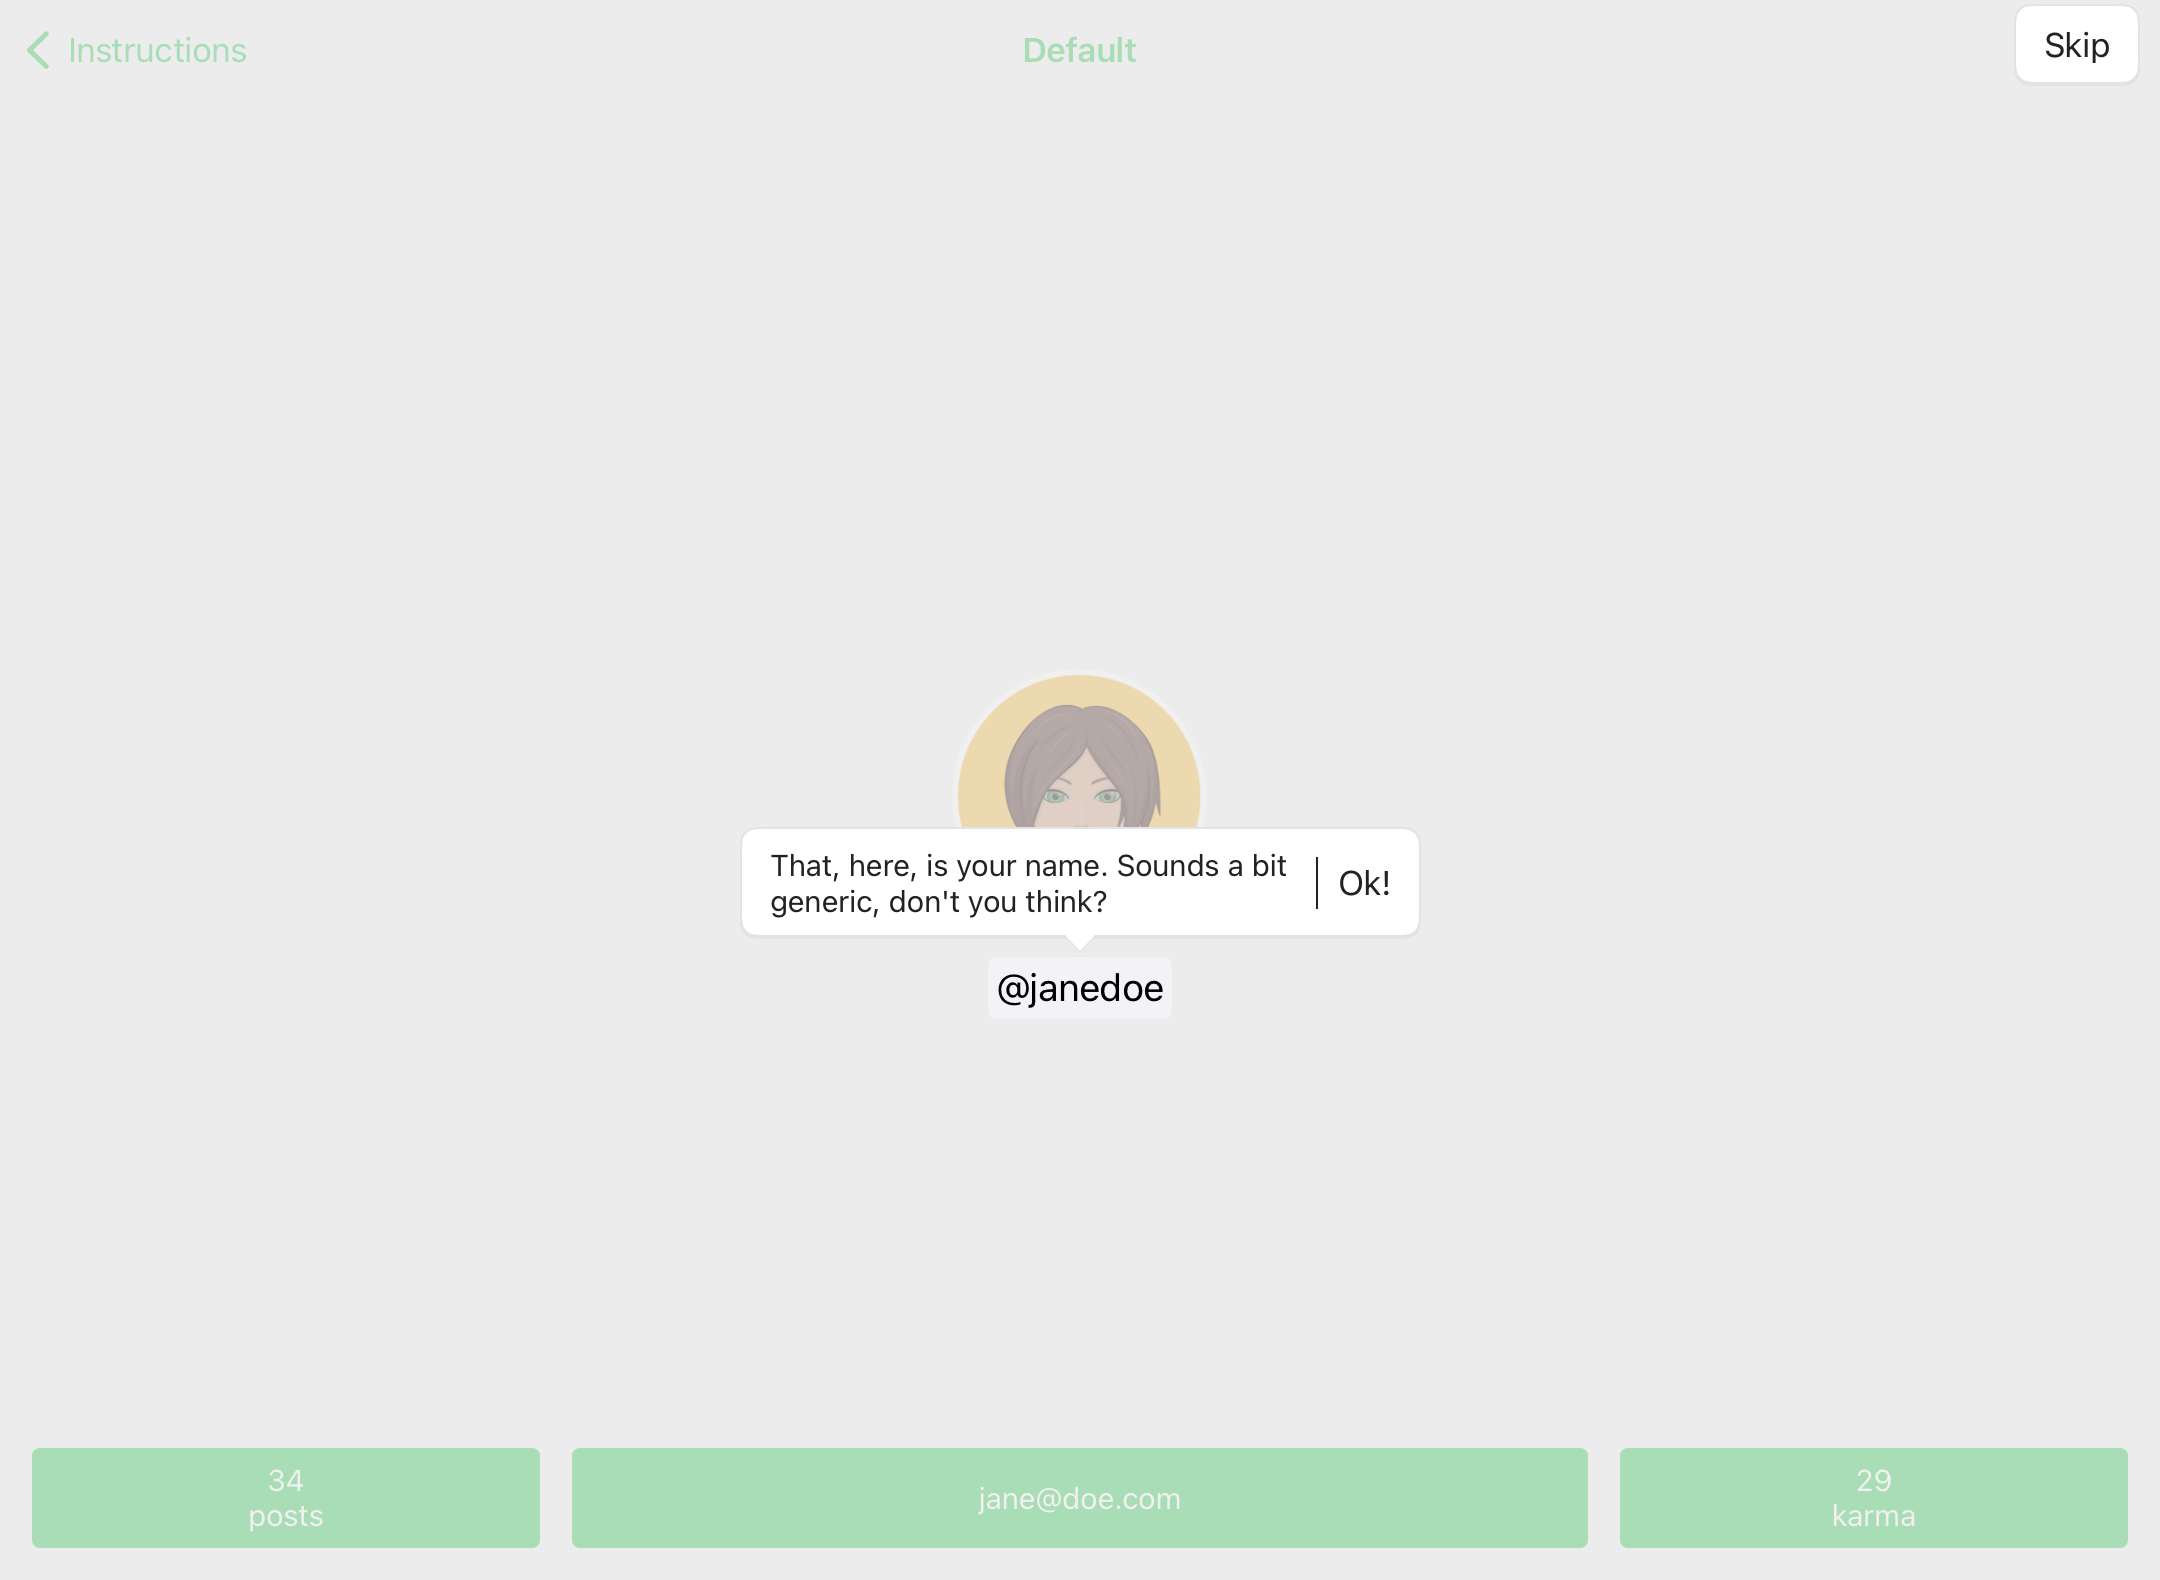 Instructions
Default
Skip
That, here, is your name. Sounds a bit
generic, don't you think?
Ok!
@janedoe
34
posts
jane@doe.com
29
karma